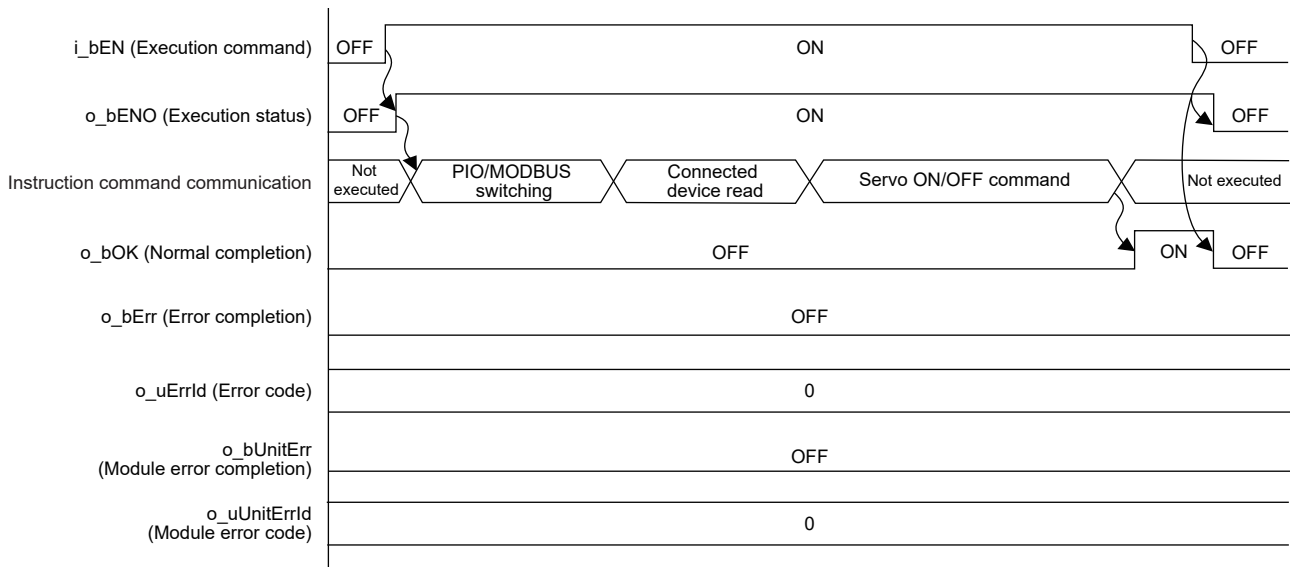 i_bEN (Execution command) OFF ON OFF
o_bENO (Execution status) OFF ON OFF
Instruction command communication
Not
executed
PIO/MODBUS
switching
Connected
device read
Servo ON/OFF command
Not executed
o_bOK (Normal completion) OFF ON OFF
o_bErr (Error completion) OFF
o_uErrId (Error code) 0
o_bUnitErr
(Module error completion)
OFF
o_uUnitErrId
(Module error code)
0